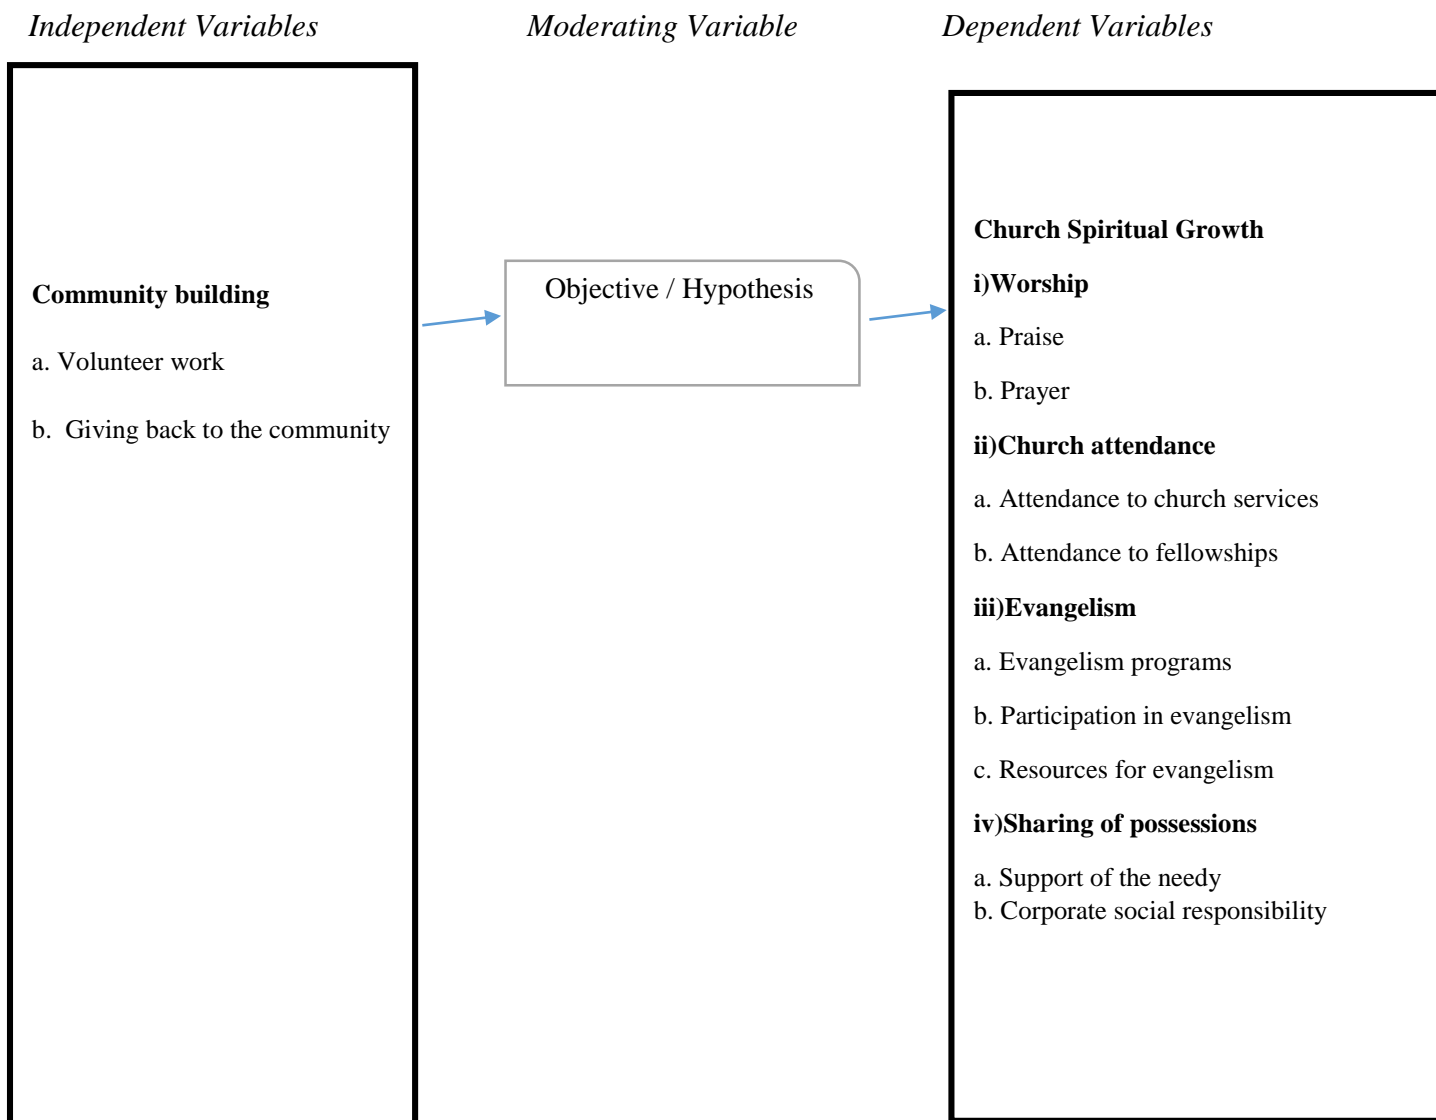 Independent Variables
Moderating Variable
Dependent Variables
Community building
a. Volunteer work
b. Giving back to the community
Objective / Hypothesis
Church Spiritual Growth
i)Worship
a. Praise
b. Prayer
ii)Church attendance
a. Attendance to church services
b. Attendance to fellowships
iii)Evangelism
a. Evangelism programs
b. Participation in evangelism
c. Resources for evangelism
iv)Sharing of possessions
a. Support of the needy
b. Corporate social responsibility